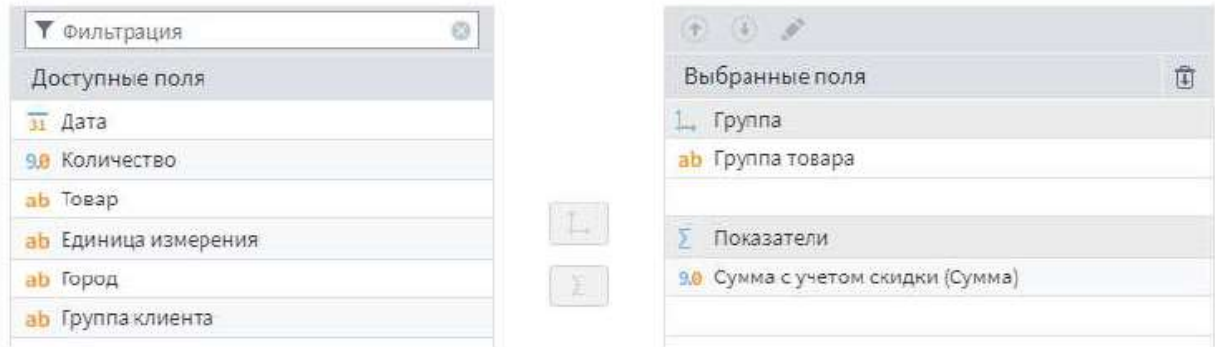 Фильтрация
Доступные поля
31 Дата
9.0 Количество
ab Товар
ab Единица измерения
ab Город
ab Группа клиента
Выбранные поля
Группа
ab Группа товара
Σ Показатели
9.0 Сумма с учетом скидки (Сумма)